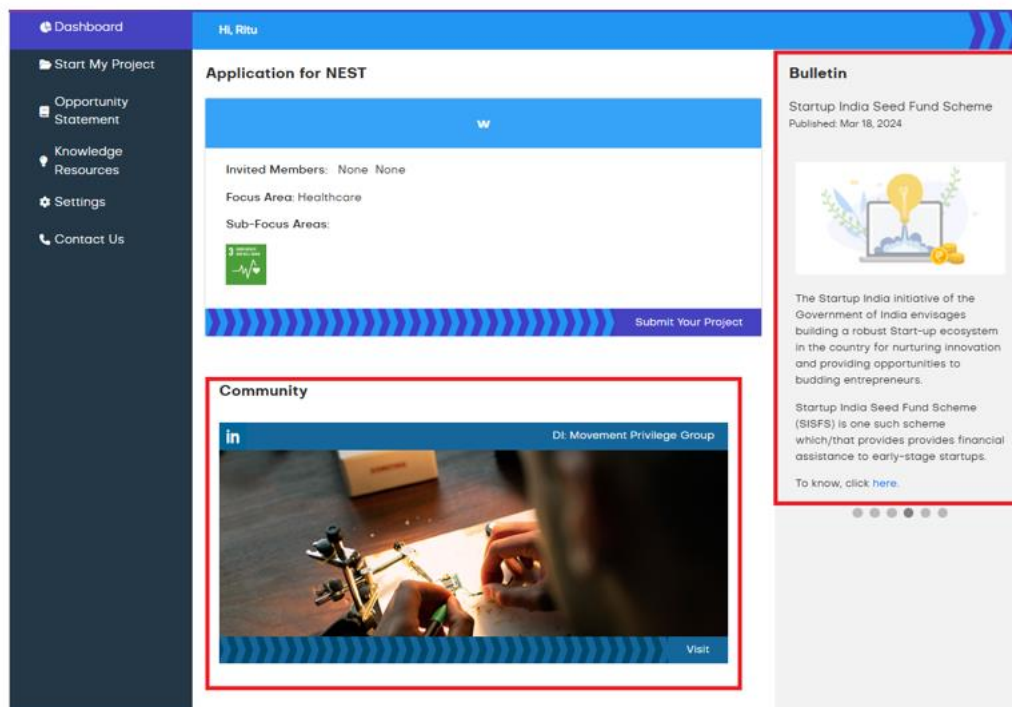 Dashboard
Start My Project
Opportunity
Statement
Knowledge
Resources
Settings
Contact Us
Hi, Ritu
Application for NEST
w
Invited Members: None None
Focus Area: Healthcare
Sub-Focus Areas:
3
Submit Your Project
Community
in
DI: Movement Privilege Group
Visit
Bulletin
Startup India Seed Fund Scheme
Published: Mar 18, 2024
The Startup India initiative of the
Government of India envisages
building a robust Start-up ecosystem
in the country for nurturing innovation
and providing opportunities to
budding entrepreneurs.
Startup India Seed Fund Scheme
(SISFS) is one such scheme
which/that provides provides financial
assistance to early-stage startups.
To know, click here.